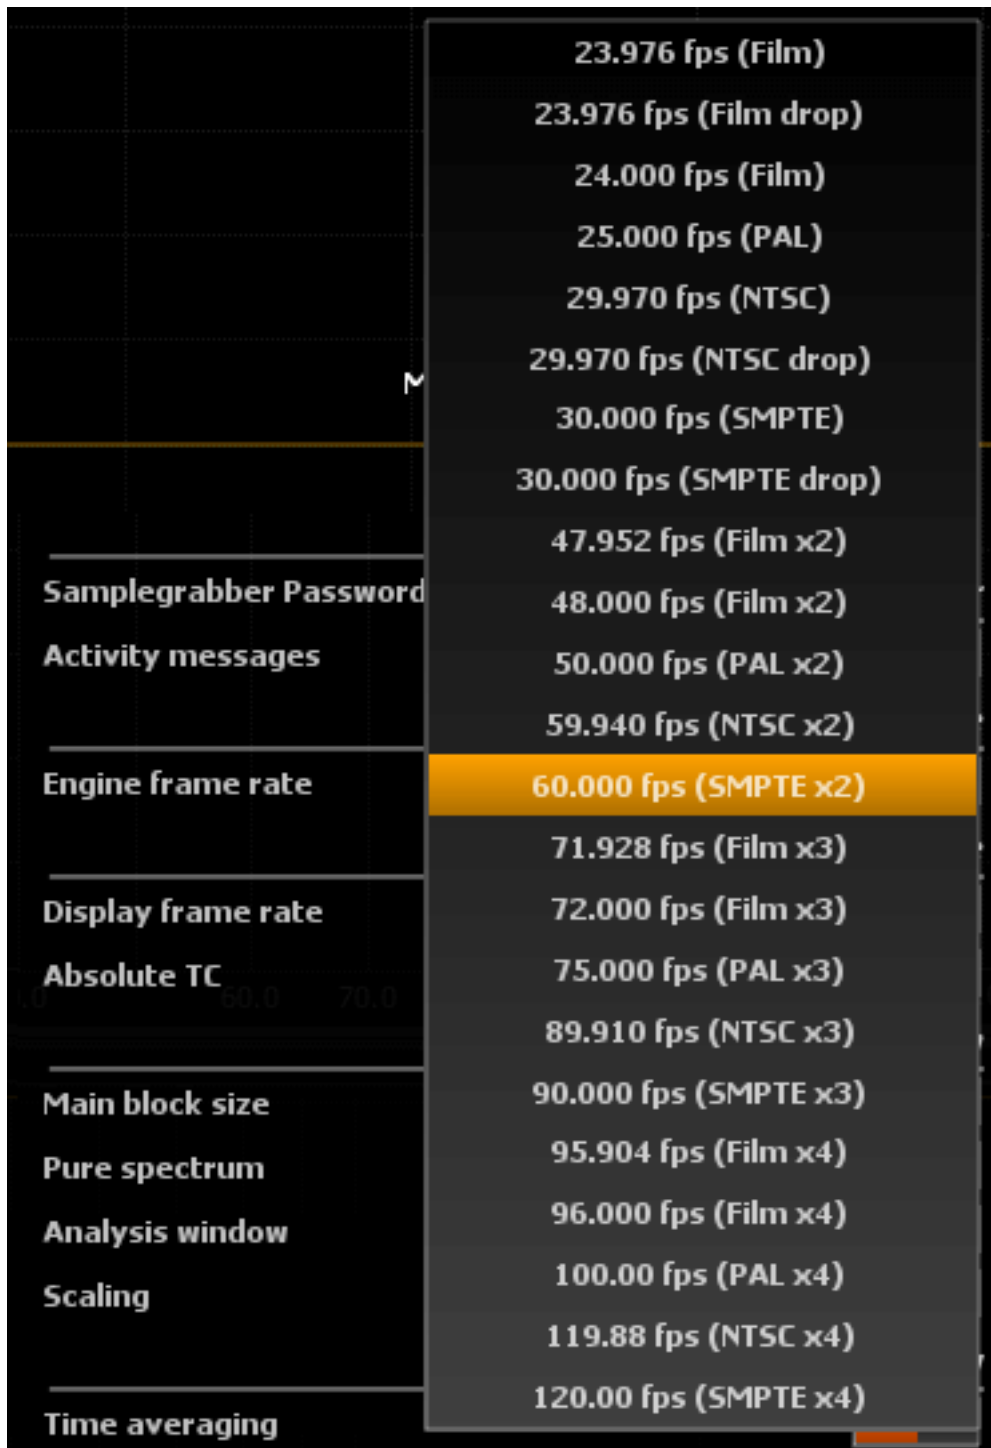 23.976 fps (Film)
23.976 fps (Film drop)
24.000 fps (Film)
25.000 fps (PAL)
29.970 fps (NTSC)
29.970 fps (NTSC drop)
M
30.000 fps (SMPTE)
30.000 fps (SMPTE drop)
47.952 fps (Film x2)
Samplegrabber Password
48.000 fps (Film x2)
Activity messages
50.000 fps (PAL x2)
59.940 fps (NTSC x2)
Engine frame rate
60.000 fps (SMPTE x2)
71.928 fps (Film x3)
Display frame rate
72.000 fps (Film x3)
Absolute TC
75.000 fps (PAL x3)
.0 60.0 70.0
89.910 fps (NTSC x3)
Main block size
90.000 fps (SMPTE x3)
95.904 fps (Film x4)
Pure spectrum
96.000 fps (Film x4)
Analysis window
100.00 fps (PAL x4)
Scaling
119.88 fps (NTSC x4)
120.00 fps (SMPTE x4)
Time averaging